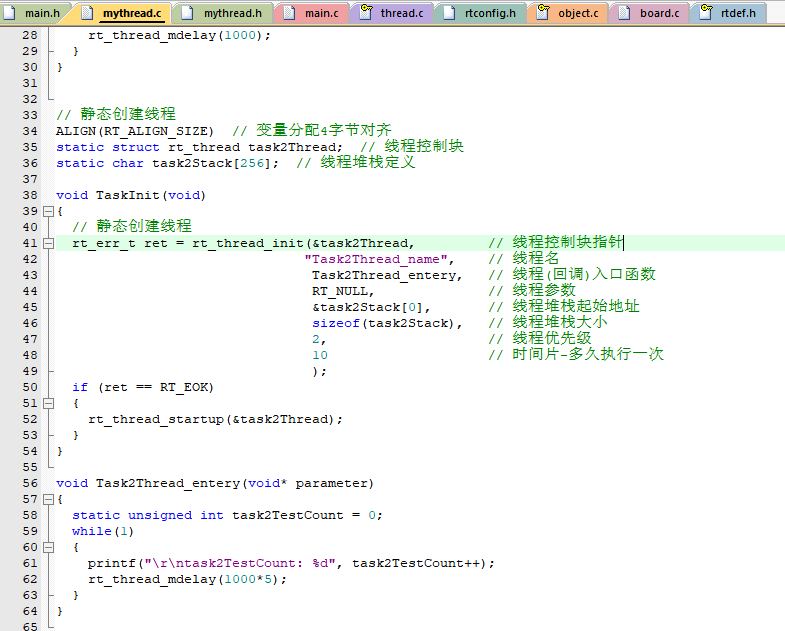 main.h mythread.c mythread.h main.c thread.c rtconfig.h object.c board.c rtdef.h
28 rt_thread_mdelay(1000);
29 }
30 }
31
32
33 // 静态创建线程
34 ALIGN(RT_ALIGN_SIZE) // 变量分配4字节对齐
35 static struct rt_thread task2Thread; // 线程控制块
36 static char task2Stack[256]; // 线程堆栈定义
37
38 void TaskInit(void)
39 {
40 // 静态创建线程
41 rt_err_t ret = rt_thread_init(&task2Thread, // 线程控制块指针
42 "Task2Thread_name", // 线程名
43 Task2Thread_entery, // 线程(回调)入口函数
44 RT_NULL, // 线程参数
45 &task2Stack[0], // 线程堆栈起始地址
46 sizeof(task2Stack), // 线程堆栈大小
47 2, // 线程优先级
48 10 // 时间片-多久执行一次
49 );
50 if (ret == RT_EOK)
51 {
52 rt_thread_startup(&task2Thread);
53 }
54 }
55
56 void Task2Thread_entery(void* parameter)
57 {
58 static unsigned int task2TestCount = 0;
59 while(1)
60 {
61 printf("\r\ntask2TestCount: %d", task2TestCount++);
62 rt_thread_mdelay(1000*5);
63 }
64 }
65